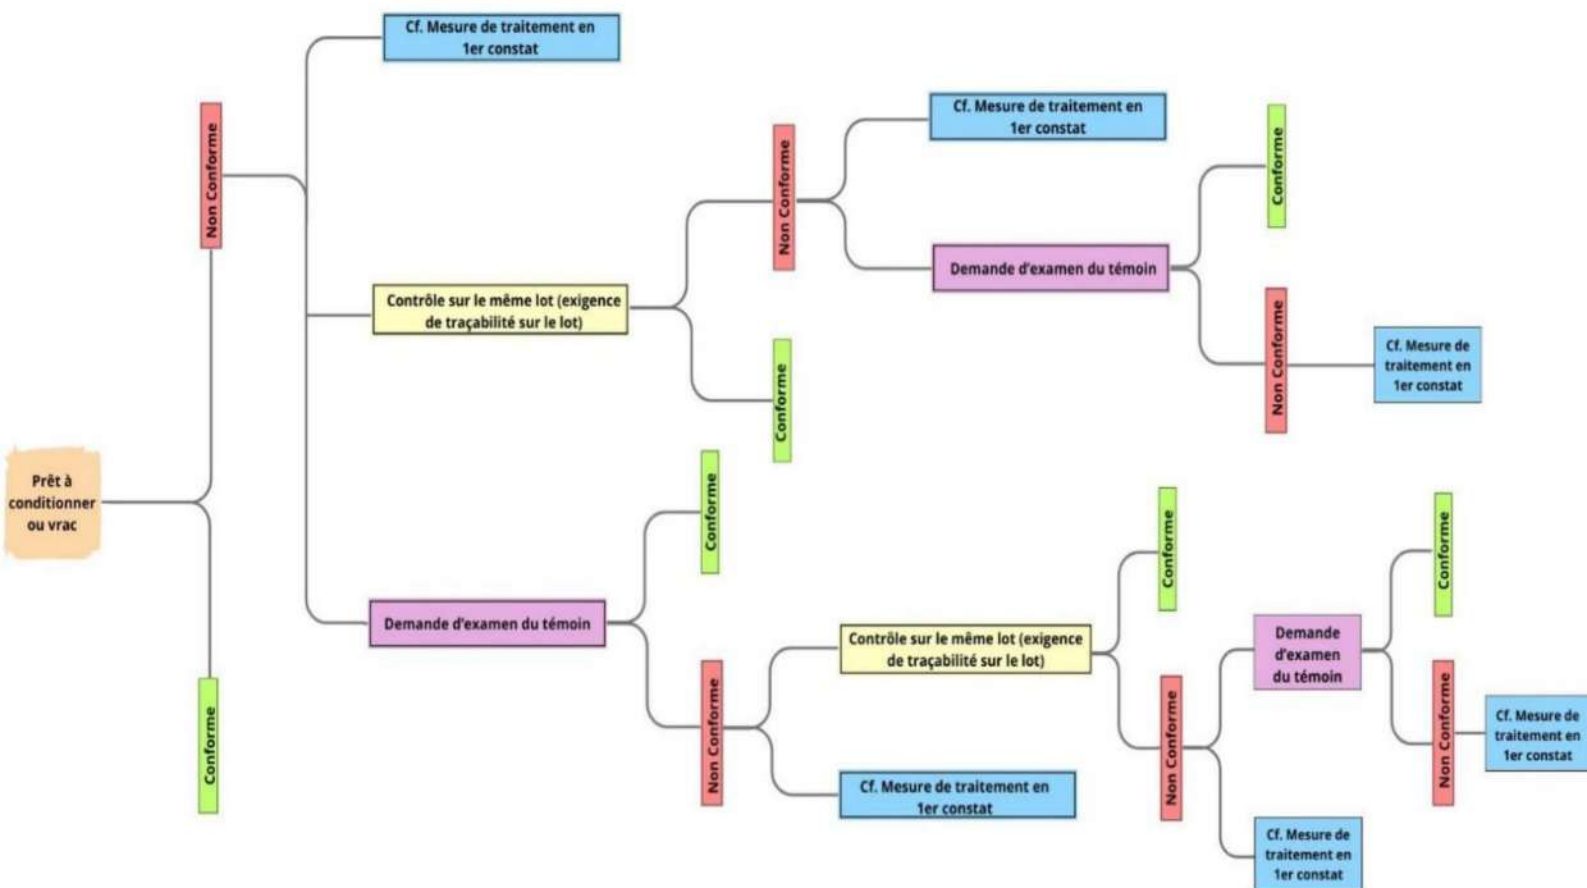 Prêt à
conditionner
ou vrac
Non Conforme
Conforme
Cf. Mesure de traitement en
1er constat
Contrôle sur le même lot (exigence
de traçabilité sur le lot)
Non Conforme
Cf. Mesure de traitement en
1er constat
Demande d'examen du témoin
Conforme
Non Conforme
Cf. Mesure de
traitement en
1er constat
Conforme
Demande d'examen du témoin
Conforme
Non Conforme
Contrôle sur le même lot (exigence
de traçabilité sur le lot)
Conforme
Non Conforme
Demande
d'examen
du témoin
Conforme
Non Conforme
Cf. Mesure de
traitement en
1er constat
Cf. Mesure de
traitement en
1er constat
Cf. Mesure de traitement en
1er constat